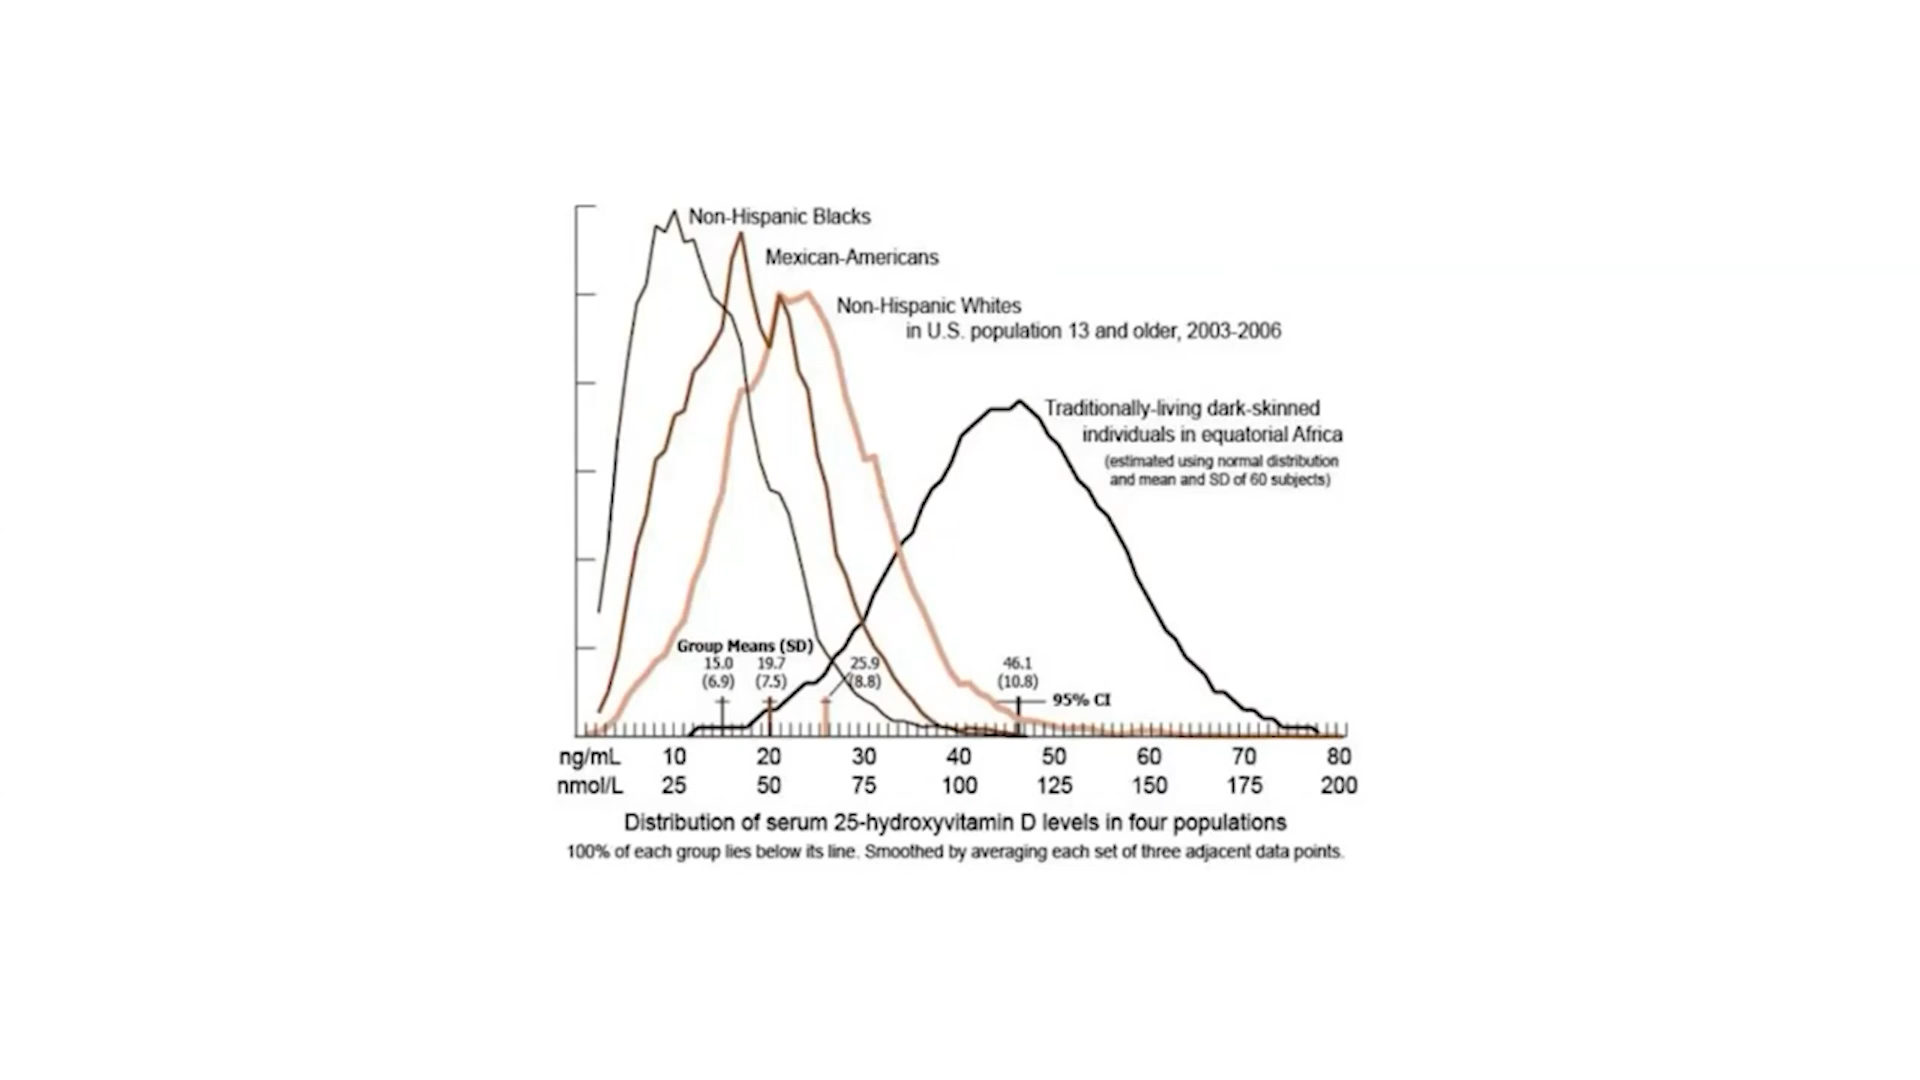 Non-Hispanic Blacks
Mexican-Americans
Non-Hispanic Whites
in U.S. population 13 and older, 2003-2006
Traditionally-living dark-skinned
individuals in equatorial Africa
(estimated using normal distribution
and mean and SD of 60 subjects)
Group Means (SD)
15.0 19.7 25.9 46.1
(6.9) (7.5) (8.8) (10.8)
95% CI
ng/mL 10 20 30 40 50 60 70 80
nmol/L 25 50 75 100 125 150 175 200
Distribution of serum 25-hydroxyvitamin D levels in four populations
100% of each group lies below its line. Smoothed by averaging each set of three adjacent data points.